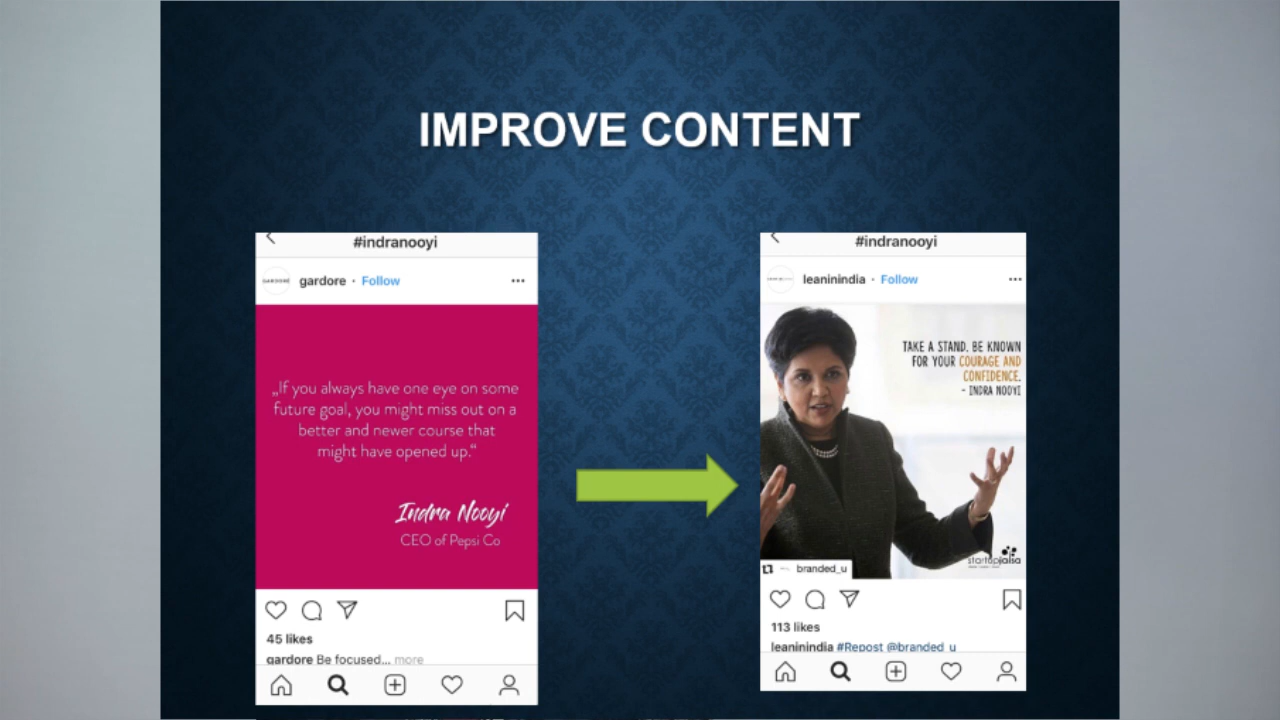 IMPROVE CONTENT
#indranooyi
GARDORE
gardore · Follow
„If you always have one eye on some
future goal, you might miss out on a
better and newer course that
might have opened up.“
Indra Nooyi
CEO of Pepsi Co
45 likes
gardore Be focused... more
#indranooyi
leaninindia · Follow
TAKE A STAND. BE KNOWN
FOR YOUR COURAGE AND
CONFIDENCE.
- INDRA NOOYI
startupjalsa
branded_u
113 likes
leaninindia #Repost @branded_u